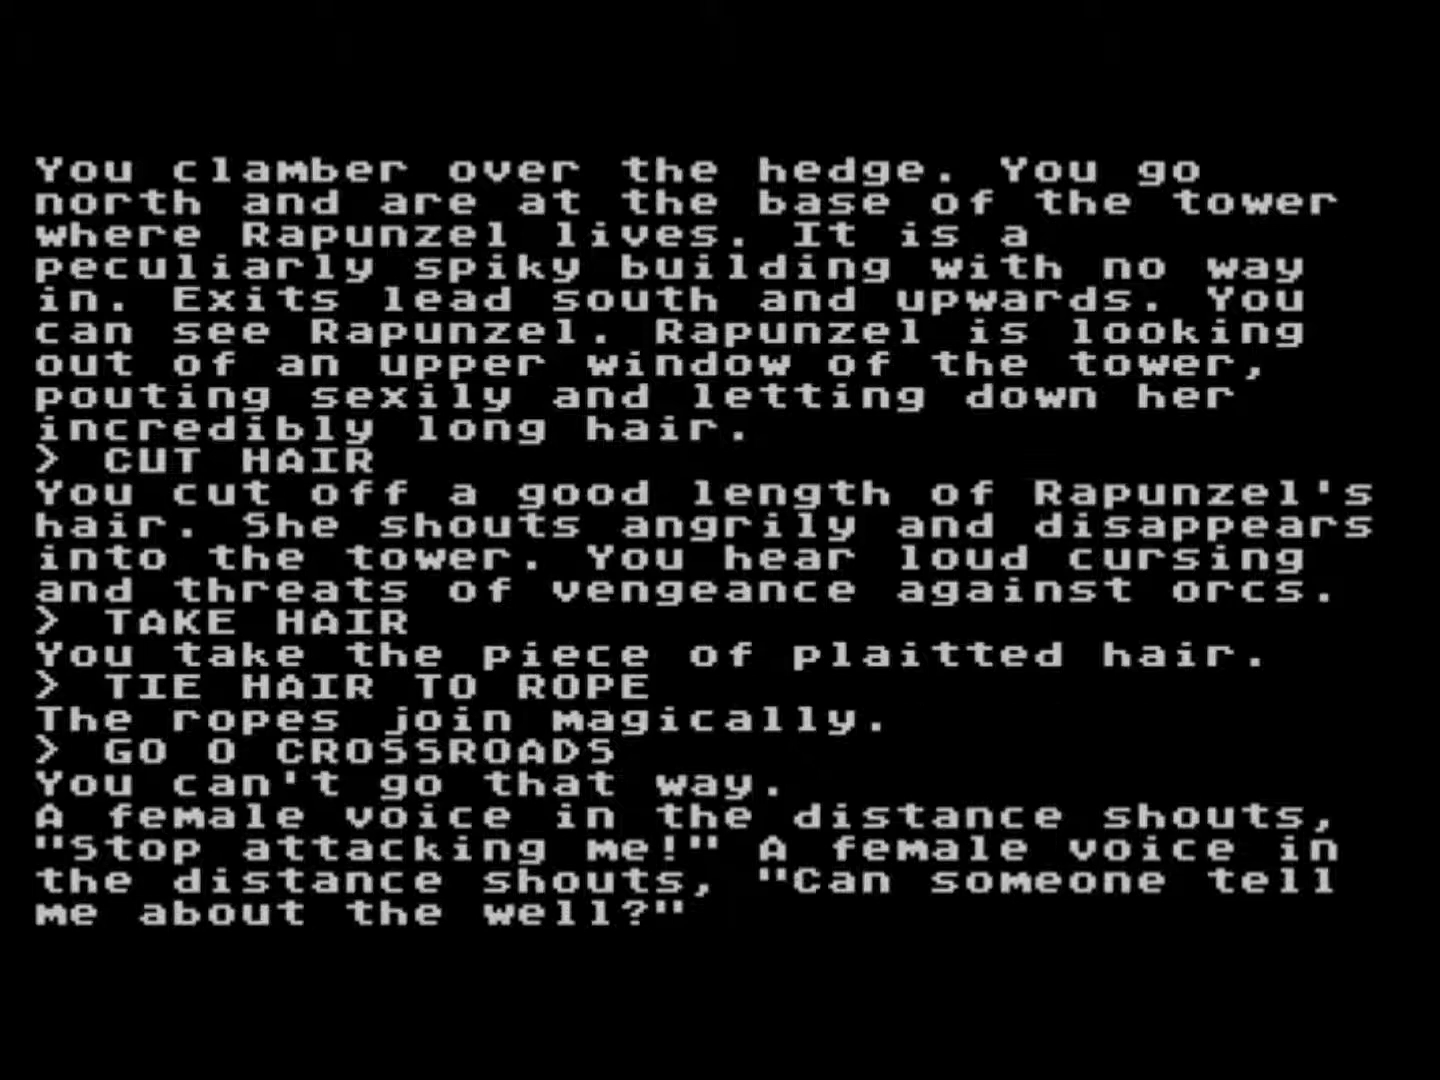 You clamber over the hedge. You go
north and are at the base of the tower
where Rapunzel lives. It is a
peculiarly spiky building with no way
in. Exits lead south and upwards. You
can see Rapunzel. Rapunzel is looking
out of an upper window of the tower,
pouting sexily and letting down her
incredibly long hair.
> CUT HAIR
You cut off a good length of Rapunzel's
hair. She shouts angrily and disappears
into the tower. You hear loud cursing
and threats of vengeance against orcs.
> TAKE HAIR
You take the piece of plaitted hair.
> TIE HAIR TO ROPE
The ropes join magically.
> GO O CROSSROADS
You can't go that way.
A female voice in the distance shouts,
"Stop attacking me!" A female voice in
the distance shouts, "Can someone tell
me about the well?"